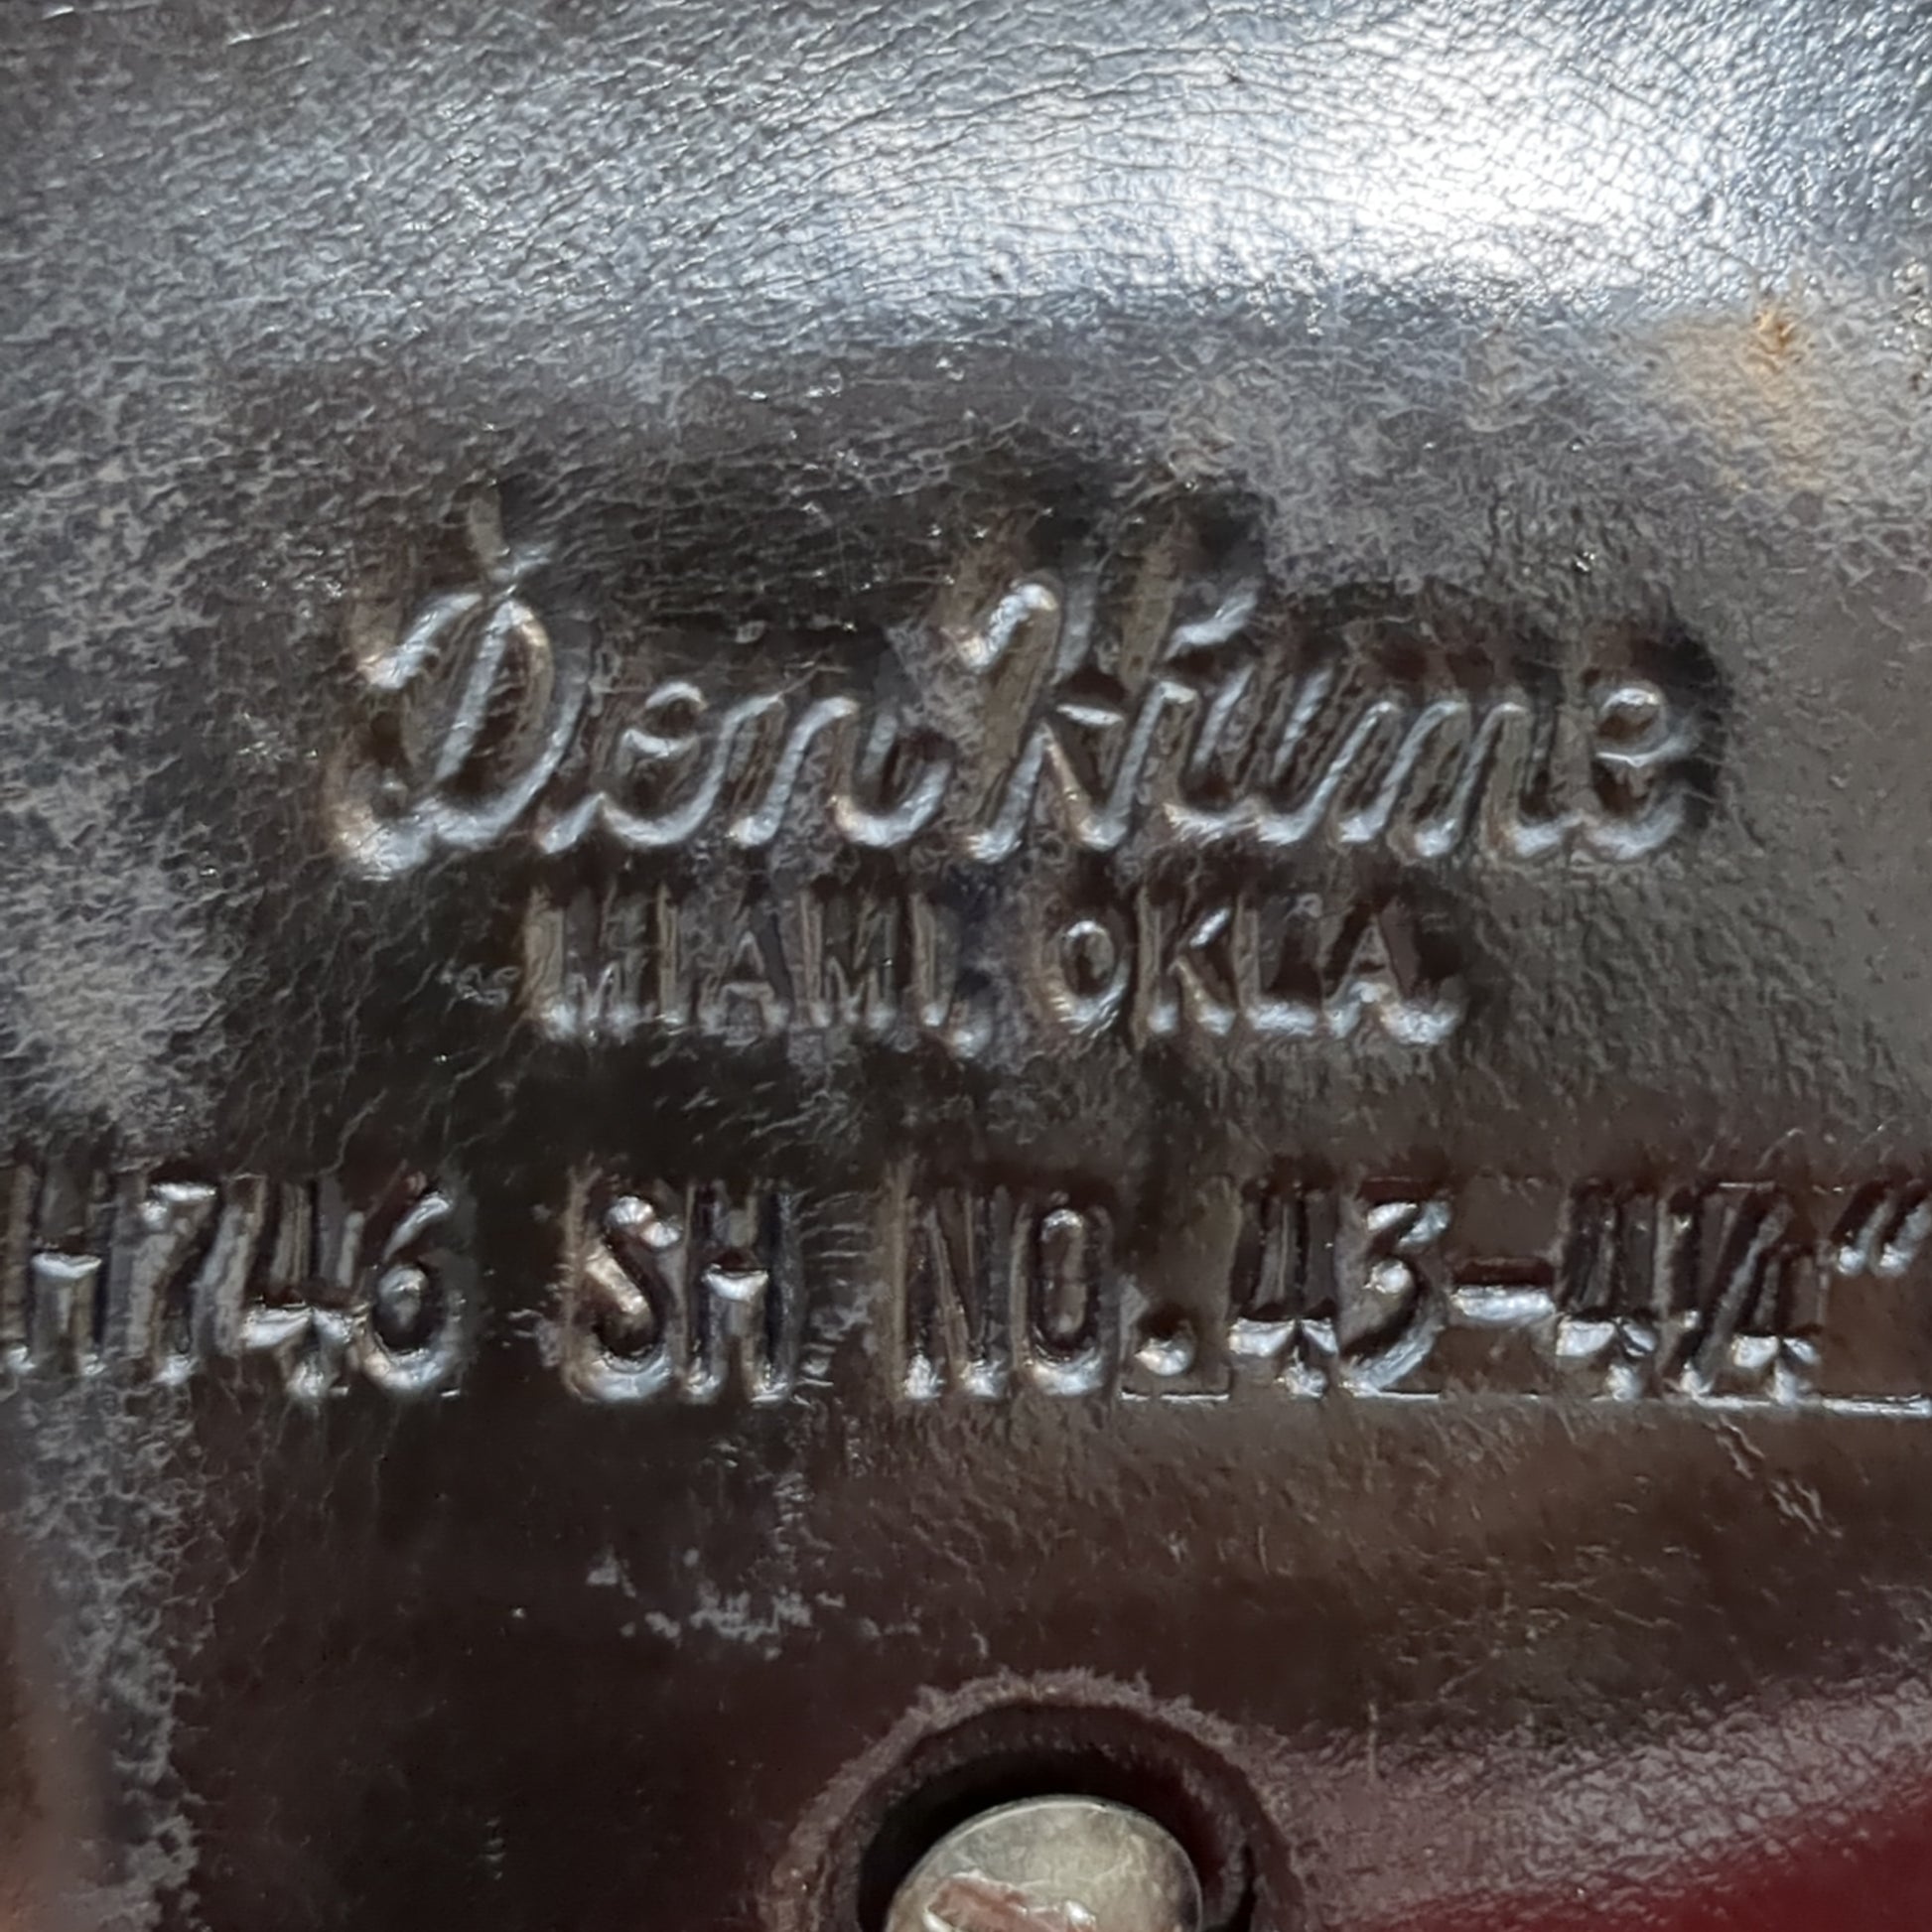 Don Hume
MIAMI, OKLA.
H746 SH NO. 43-4 1/4"